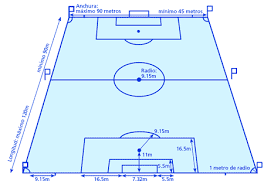 Anchura:
máximo 90 metros
mínimo 45 metros
mínimo 90m
Longitud: máximo 120m
Radio:
9.15m
9.15m
11m
16.5m
5.5m
1 metro de radio
9.15m
16.5m
7.32m
5.5m